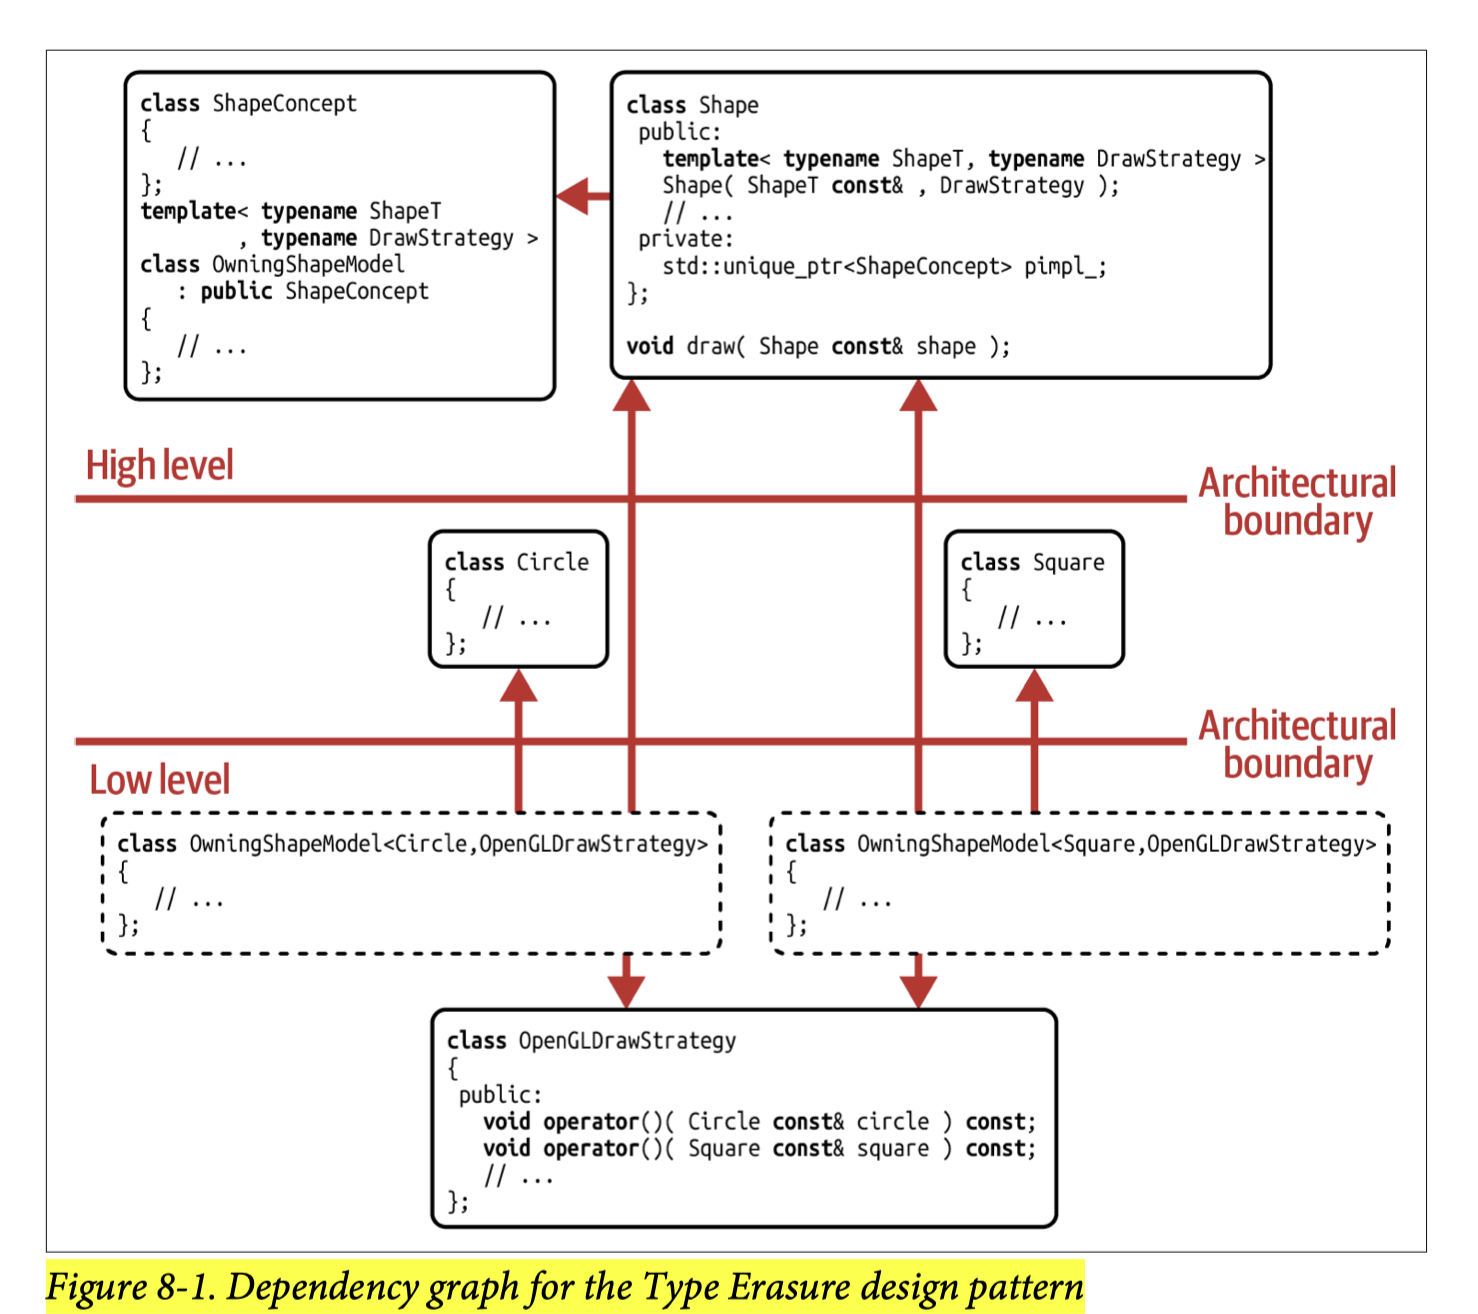 class ShapeConcept
{
// ...
};
template< typename ShapeT
, typename DrawStrategy >
class OwningShapeModel
: public ShapeConcept
{
// ...
};
class Shape
public:
template< typename ShapeT, typename DrawStrategy >
Shape( ShapeT const& , DrawStrategy );
// ...
private:
std::unique_ptr<ShapeConcept> pimpl_;
};
void draw( Shape const& shape );
High level
Architectural
boundary
class Circle
{
// ...
};
class Square
{
// ...
};
Architectural
boundary
Low level
class OwningShapeModel<Circle,OpenGLDrawStrategy>
{
// ...
};
class OwningShapeModel<Square,OpenGLDrawStrategy>
{
// ...
};
class OpenGLDrawStrategy
{
public:
void operator()( Circle const& circle ) const;
void operator()( Square const& square ) const;
// ...
};
Figure 8-1. Dependency graph for the Type Erasure design pattern